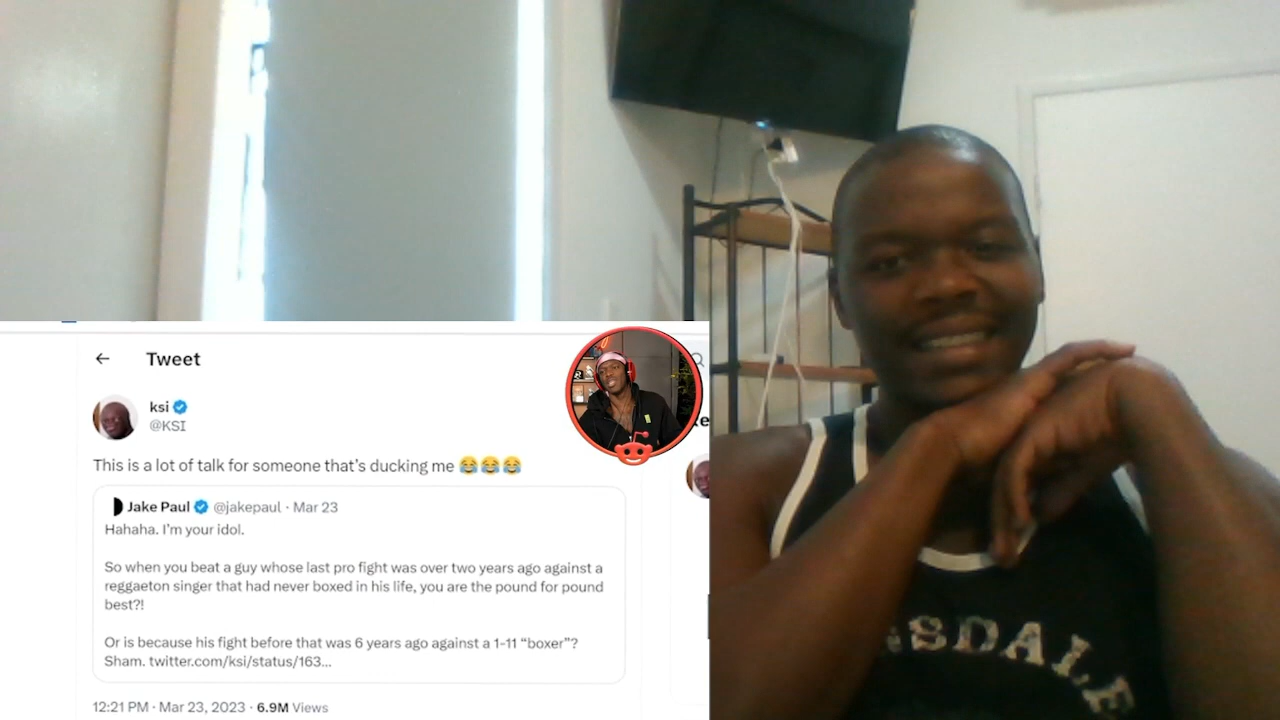 Tweet
ksi
@KSI
This is a lot of talk for someone that's ducking me 😂😂😂
Jake Paul @jakepaul · Mar 23
Hahaha. I'm your idol.
So when you beat a guy whose last pro fight was over two years ago against a
reggaeton singer that had never boxed in his life, you are the pound for pound
best?!
Or is because his fight before that was 6 years ago against a 1-11 “boxer”?
Sham. twitter.com/ksi/status/163...
12:21 PM · Mar 23, 2023 · 6.9M Views
SDALE